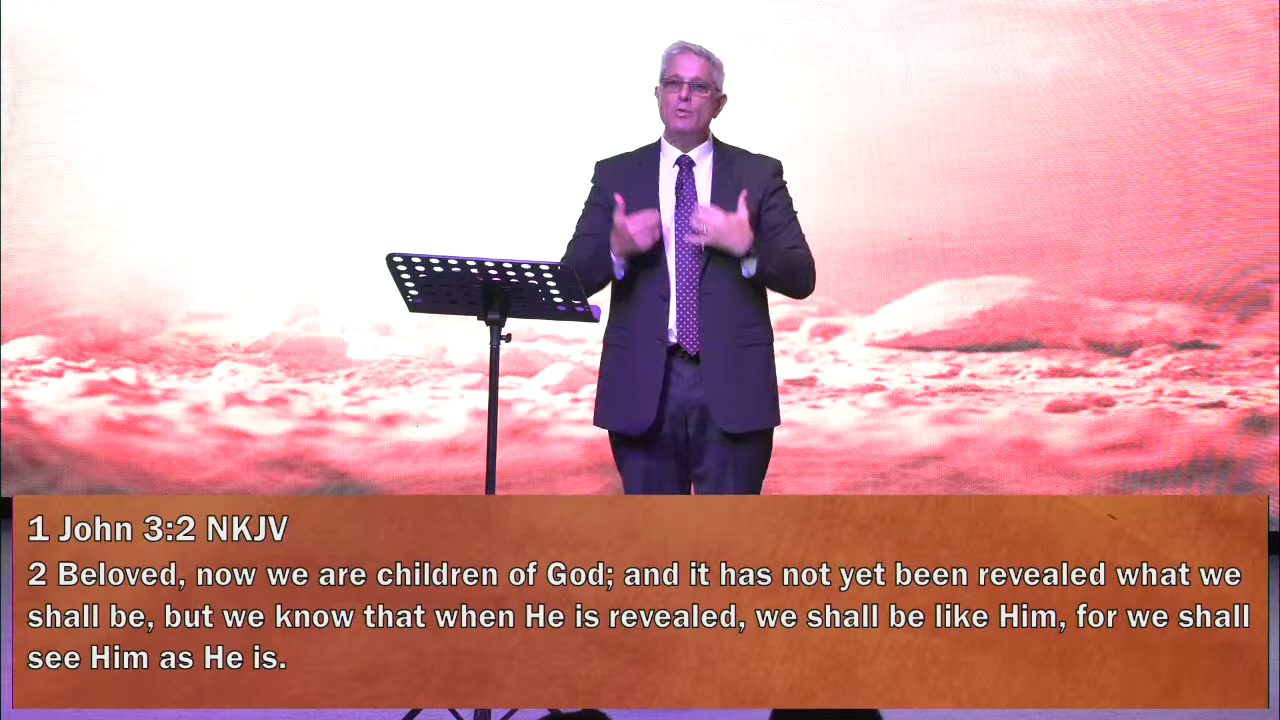 1 John 3:2 NKJV
2 Beloved, now we are children of God; and it has not yet been revealed what we
shall be, but we know that when He is revealed, we shall be like Him, for we shall
see Him as He is.